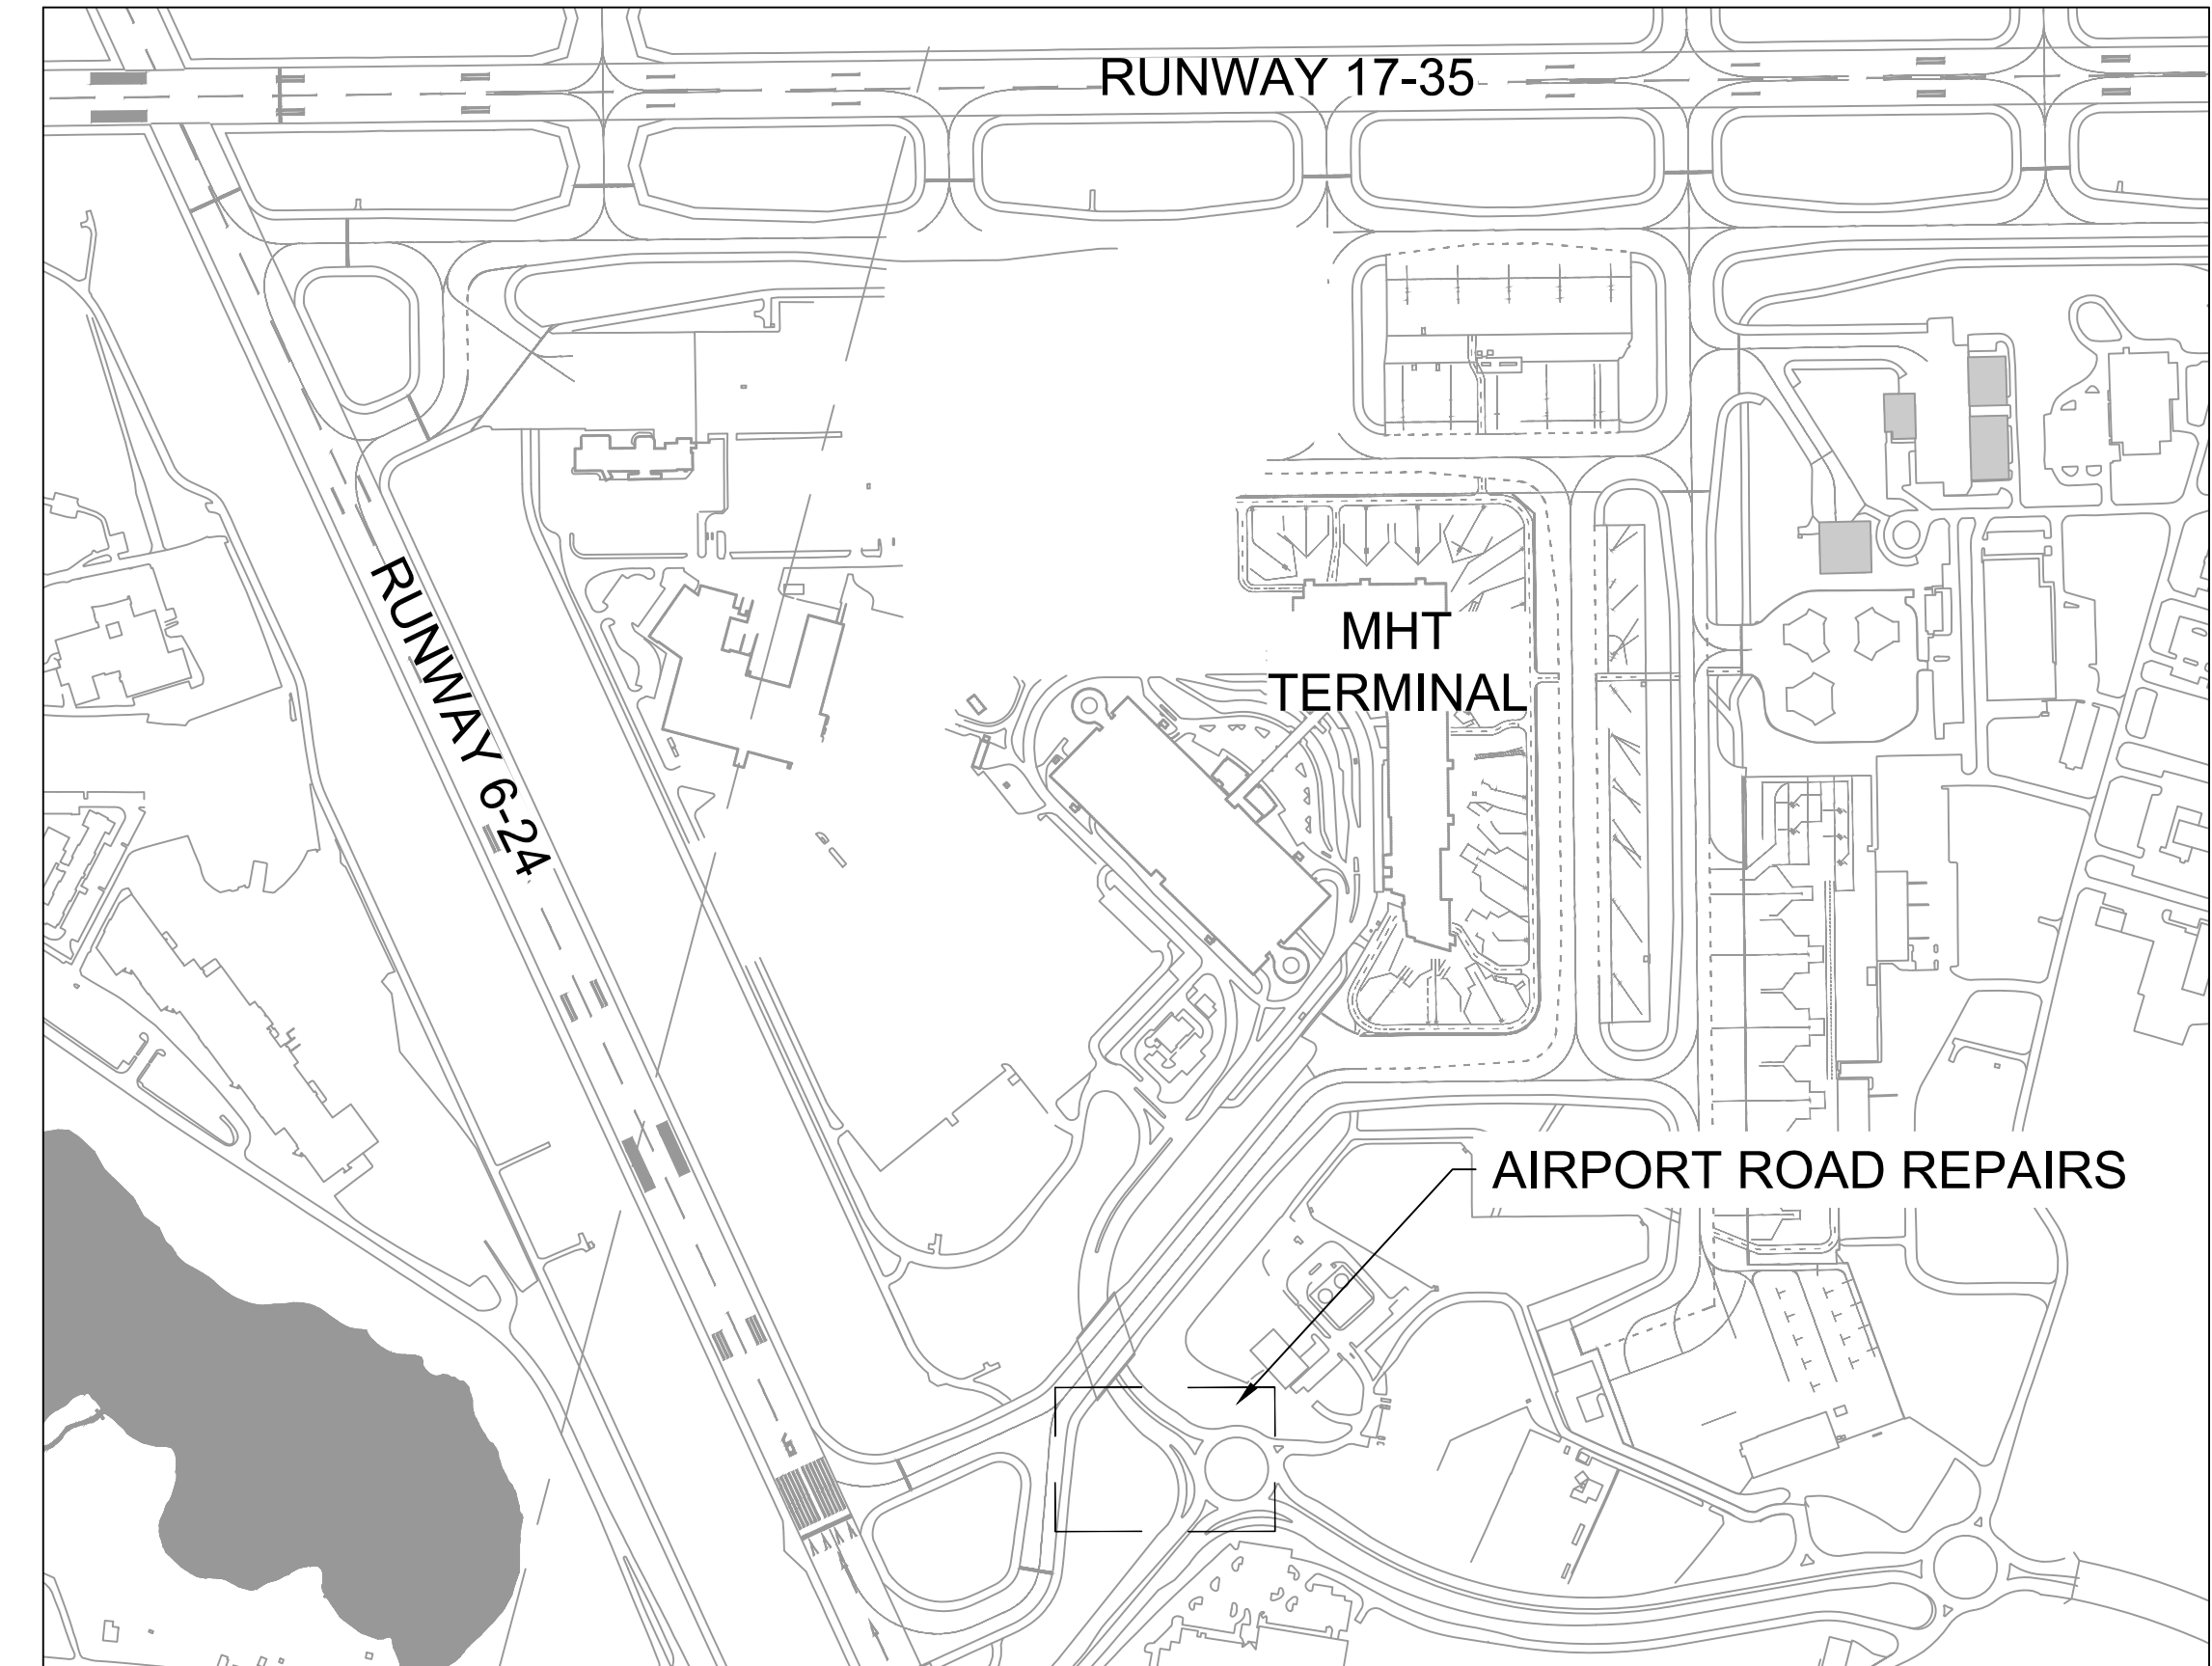 RUNWAY 17-35
RUNWAY 6-24
MHT
TERMINAL
AIRPORT ROAD REPAIRS